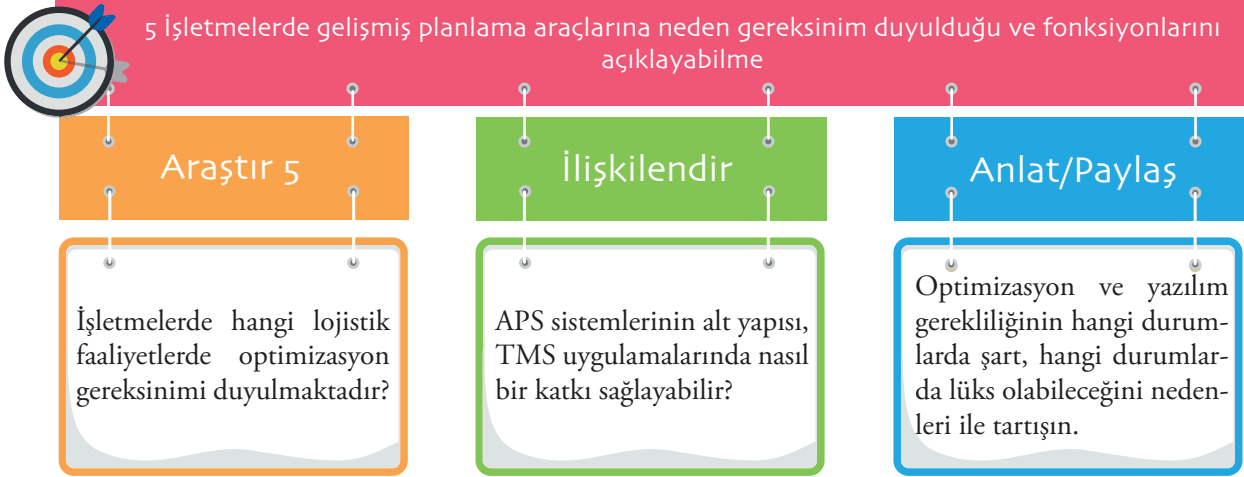 5 İşletmelerde gelişmiş planlama araçlarına neden gereksinim duyulduğu ve fonksiyonlarını
açıklayabilme
Araştır 5
İşletmelerde hangi lojistik
faaliyetlerde optimizasyon
gereksinimi duyulmaktadır?
İlişkilendir
APS sistemlerinin alt yapısı,
TMS uygulamalarında nasıl
bir katkı sağlayabilir?
Anlat/Paylaş
Optimizasyon ve yazılım
gerekliliğinin hangi durum-
larda şart, hangi durumlar-
da lüks olabileceğini neden-
leri ile tartışın.